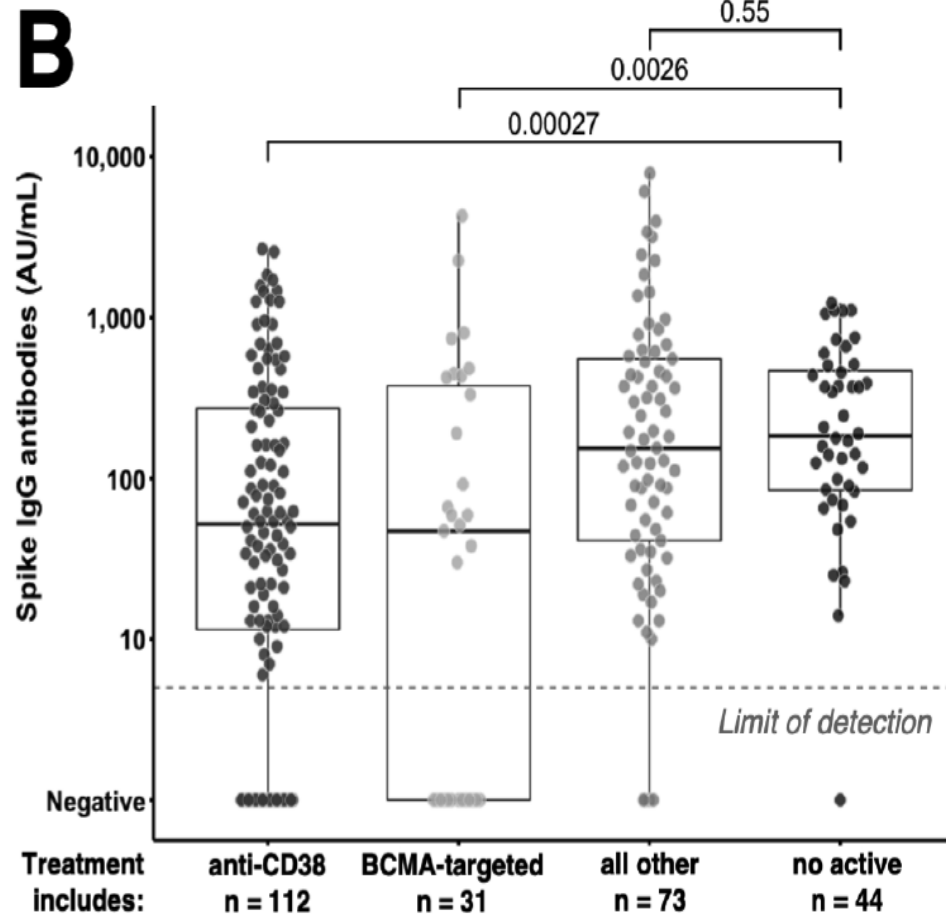 B
0.55
0.0026
0.00027
Spike IgG antibodies (AU/mL)
10,000
1,000
100
10
Limit of detection
Negative
Treatment includes:
anti-CD38 n = 112
BCMA-targeted n = 31
all other n = 73
no active n = 44